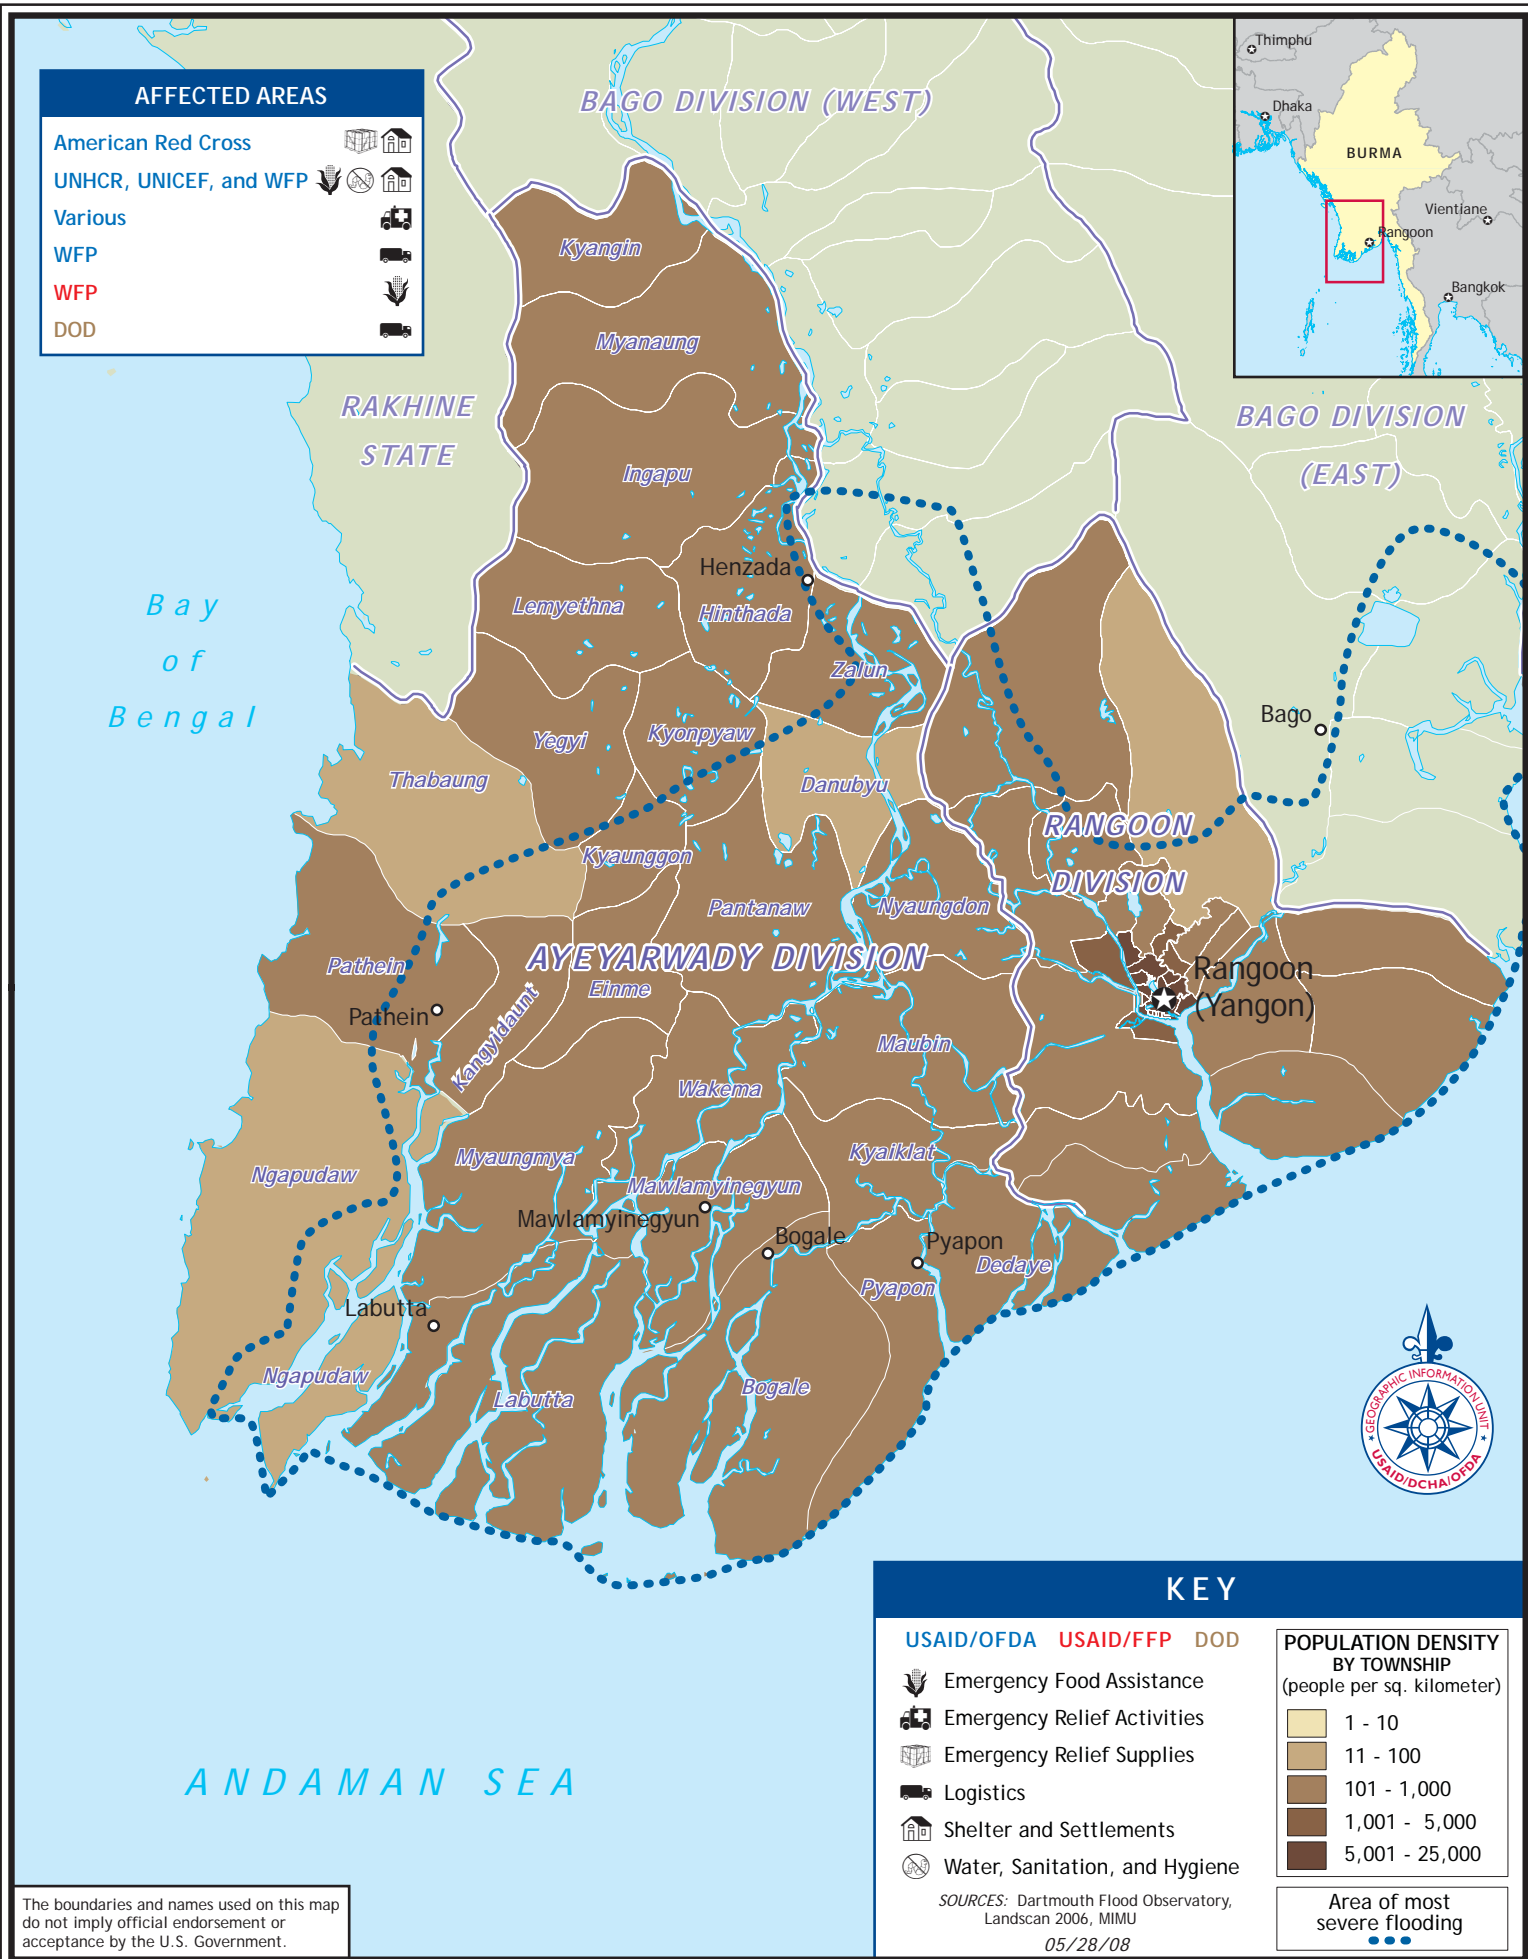 AFFECTED AREAS
American Red Cross
UNHCR, UNICEF, and WFP
Various
WFP
WFP
DOD
Thimphu
Dhaka
BURMA
Vientiane
Rangoon
Bangkok
BAGO DIVISION (WEST)
RAKHINE
STATE
BAGO DIVISION
(EAST)
Kyangin
Myanaung
Ingapu
Henzada
Lemyethna
Hinthada
Zalun
Bay
of
Bengal
Yegyi
Kyonpyaw
Bago
Thabaung
Danubyu
RANGOON
DIVISION
Kyaunggon
Pantanaw
Nyaungdon
AYEYARWADY DIVISION
Pathein
Einme
Rangoon
(Yangon)
Pathein
Kangyidaunt
Maubin
Wakema
Ngapudaw
Myaungmya
Kyaiklat
Mawlamyinegyun
Mawlamyinegyun
Bogale
Pyapon
Dedaye
Pyapon
Labutta
Ngapudaw
Labutta
Bogale
GEOGRAPHIC INFORMATION UNIT
USAID/DCHA/OFDA
ANDAMAN SEA
KEY
USAID/OFDA USAID/FFP DOD
Emergency Food Assistance
Emergency Relief Activities
Emergency Relief Supplies
Logistics
Shelter and Settlements
Water, Sanitation, and Hygiene
SOURCES: Dartmouth Flood Observatory,
Landscan 2006, MIMU
05/28/08
POPULATION DENSITY
BY TOWNSHIP
(people per sq. kilometer)
1 - 10
11 - 100
101 - 1,000
1,001 - 5,000
5,001 - 25,000
Area of most
severe flooding
The boundaries and names used on this map
do not imply official endorsement or
acceptance by the U.S. Government.